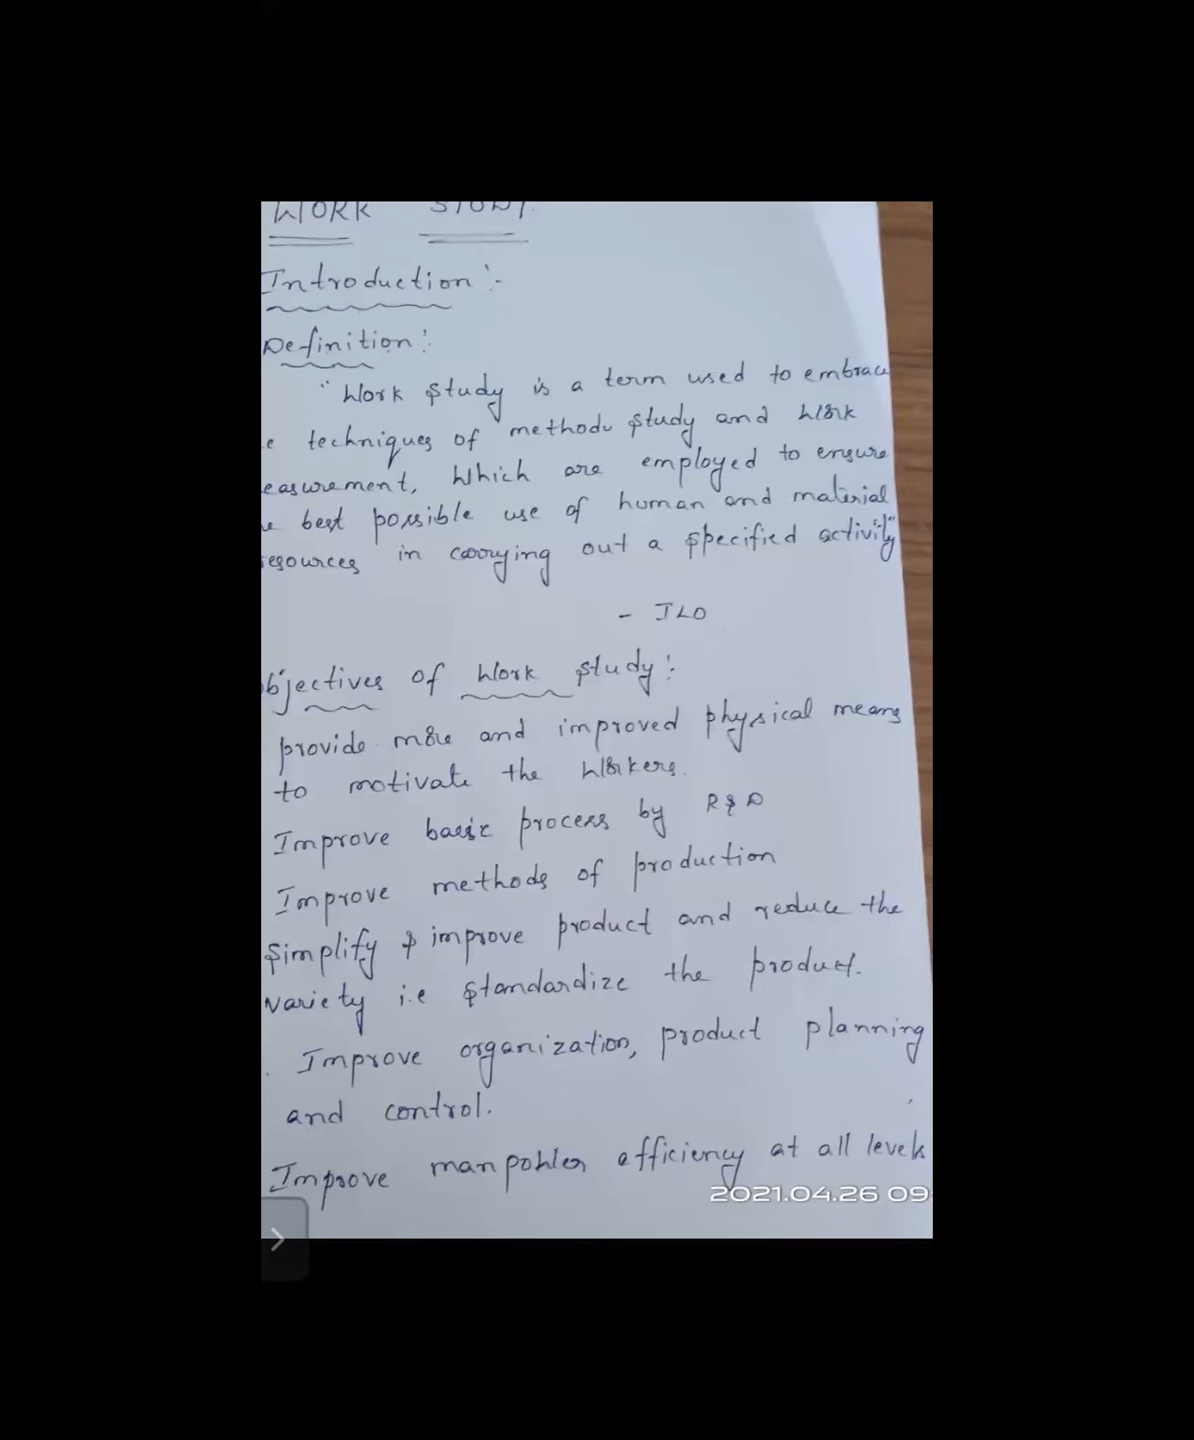 WORK STUDY
Introduction :-
Definition :
"Work study is a term used to embrac
e techniques of methods study and work
easurement, which are employed to ensure
e best possible use of human and material
esources in carrying out a specified activity"
- ILO
bjectives of work study :
provide more and improved physical means
to motivate the workers.
Improve basic process by R & D
Improve methods of production
Simplify & improve product and reduce the
variety i.e standardize the product.
Improve organization, product planning
and control.
Improve manpower efficiency at all levels
2021.04.26 09